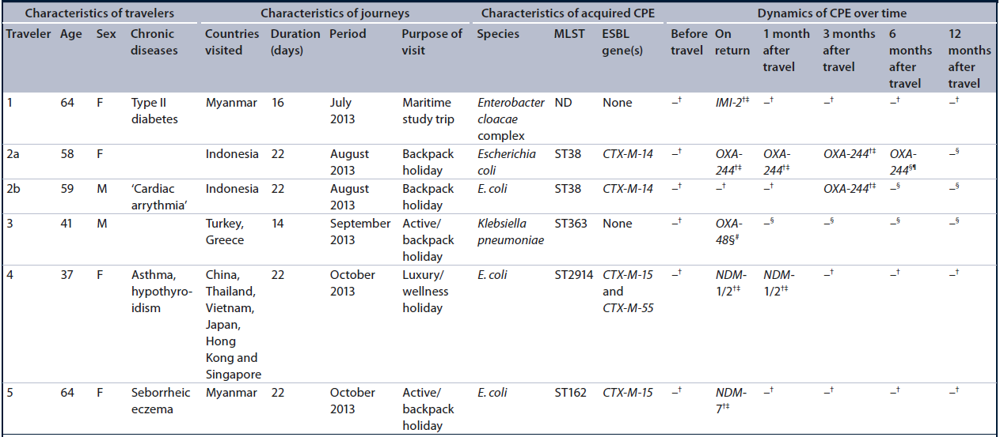 Characteristics of travelers Characteristics of journeys Characteristics of acquired CPE Dynamics of CPE over time
Traveler Age Sex Chronic Countries Duration Period Purpose of Species MLST ESBL Before On 1 month 3 months 6 12
diseases visited (days) visit gene(s) travel return after after months months
travel travel after after
travel travel
1 64 F Type II Myanmar 16 July Maritime Enterobacter ND None –† IMI-2†‡ –† –† –† –†
diabetes 2013 study trip cloacae
complex
2a 58 F Indonesia 22 August Backpack Escherichia ST38 CTX-M-14 –† OXA- OXA- OXA-244†‡ OXA- –§
2013 holiday coli 244†‡ 244†‡ 244§¶
2b 59 M ‘Cardiac Indonesia 22 August Backpack E. coli ST38 CTX-M-14 –† –† –† OXA-244†‡ –§ –§
arrythmia’ 2013 holiday
3 41 M Turkey, 14 September Active/ Klebsiella ST363 None –† OXA- –§ –§ –§ –§
Greece 2013 backpack pneumoniae 48§#
holiday
4 37 F Asthma, China, 22 October Luxury/ E. coli ST2914 CTX-M-15 –† NDM- NDM- –† –† –†
hypothyro- Thailand, 2013 wellness and 1/2†‡ 1/2†‡
idism Vietnam, holiday CTX-M-55
Japan,
Hong
Kong and
Singapore
5 64 F Seborrheic Myanmar 22 October Active/ E. coli ST162 CTX-M-15 –† NDM- –† –† –† –†
eczema 2013 backpack 7†‡
holiday